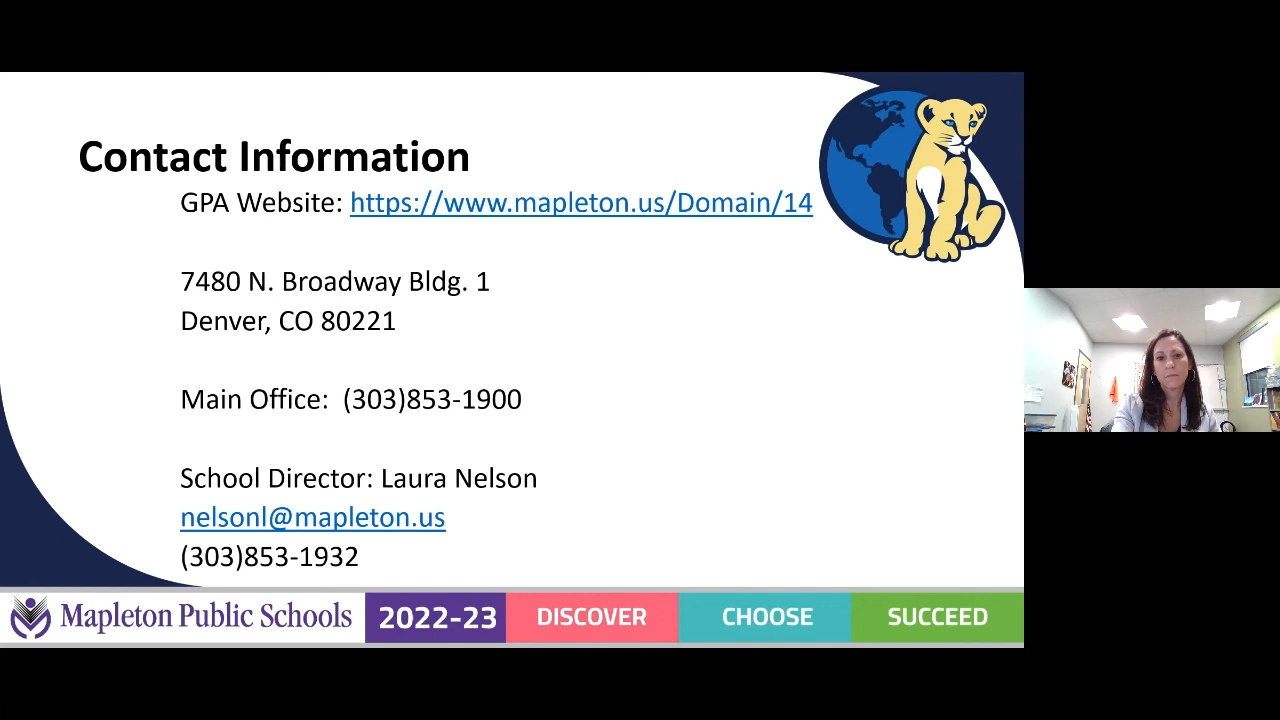 Contact Information
GPA Website: https://www.mapleton.us/Domain/14
7480 N. Broadway Bldg. 1
Denver, CO 80221
Main Office: (303)853-1900
School Director: Laura Nelson
nelsonl@mapleton.us
(303)853-1932
Mapleton Public Schools
2022-23
DISCOVER
CHOOSE
SUCCEED